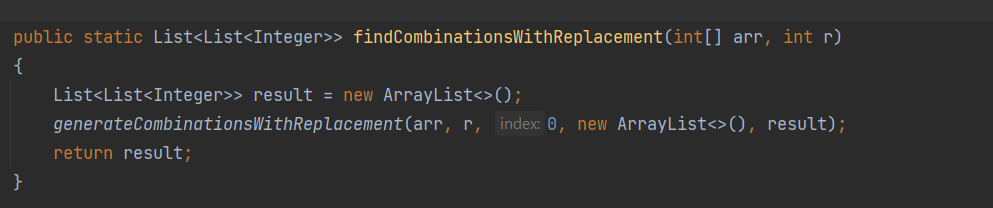 public static List<List<Integer>> findCombinationsWithReplacement(int[] arr, int r)
{
    List<List<Integer>> result = new ArrayList<>();
    generateCombinationsWithReplacement(arr, r, index: 0, new ArrayList<>(), result);
    return result;
}